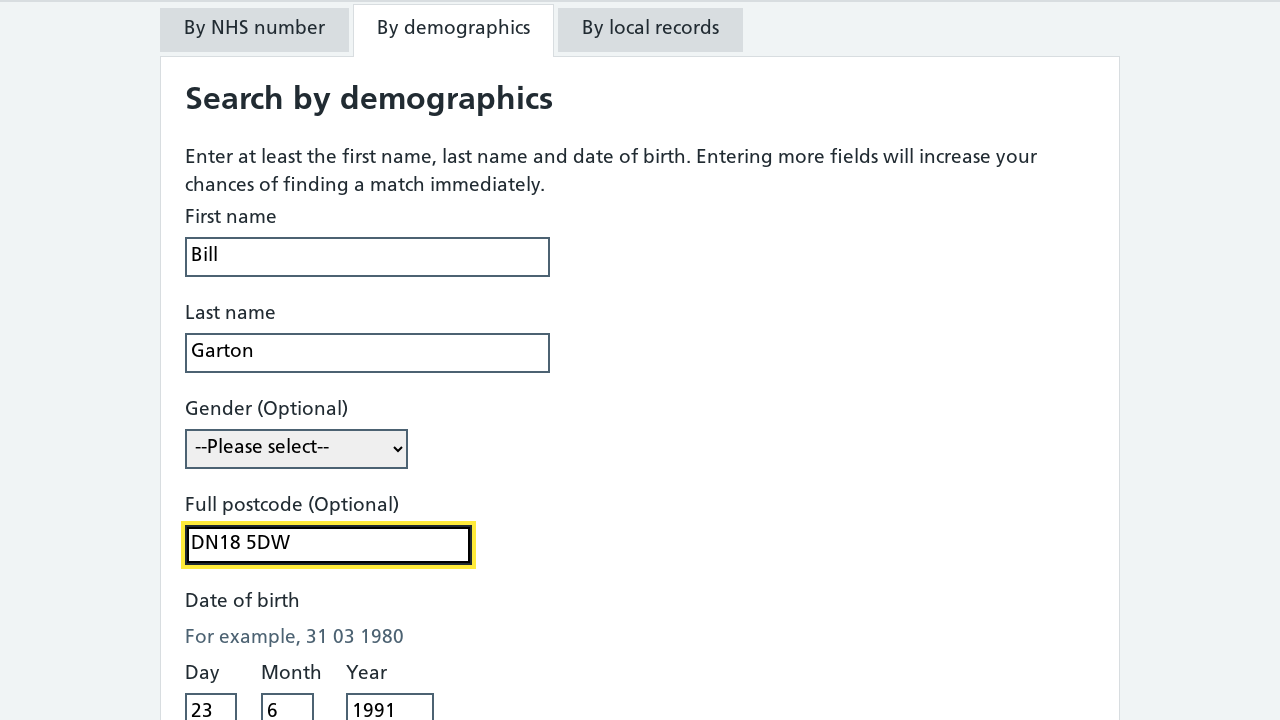 By NHS number
By demographics
By local records
Search by demographics
Enter at least the first name, last name and date of birth. Entering more fields will increase your
chances of finding a match immediately.
First name
Bill
Last name
Garton
Gender (Optional)
--Please select--
Full postcode (Optional)
DN18 5DW
Date of birth
For example, 31 03 1980
Day Month Year
23 6 1991